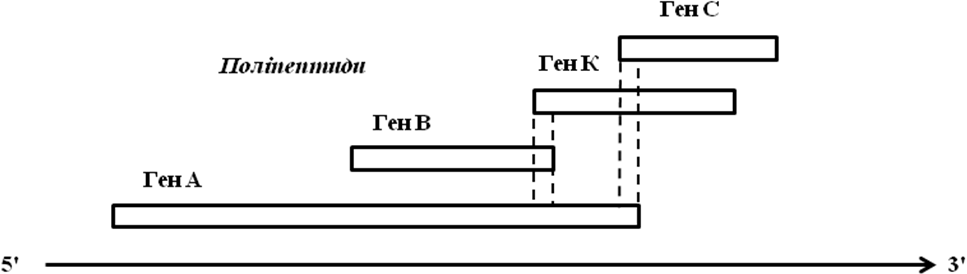 Ген С
Поліпептиди
Ген К
Ген В
Ген А
5'
3'